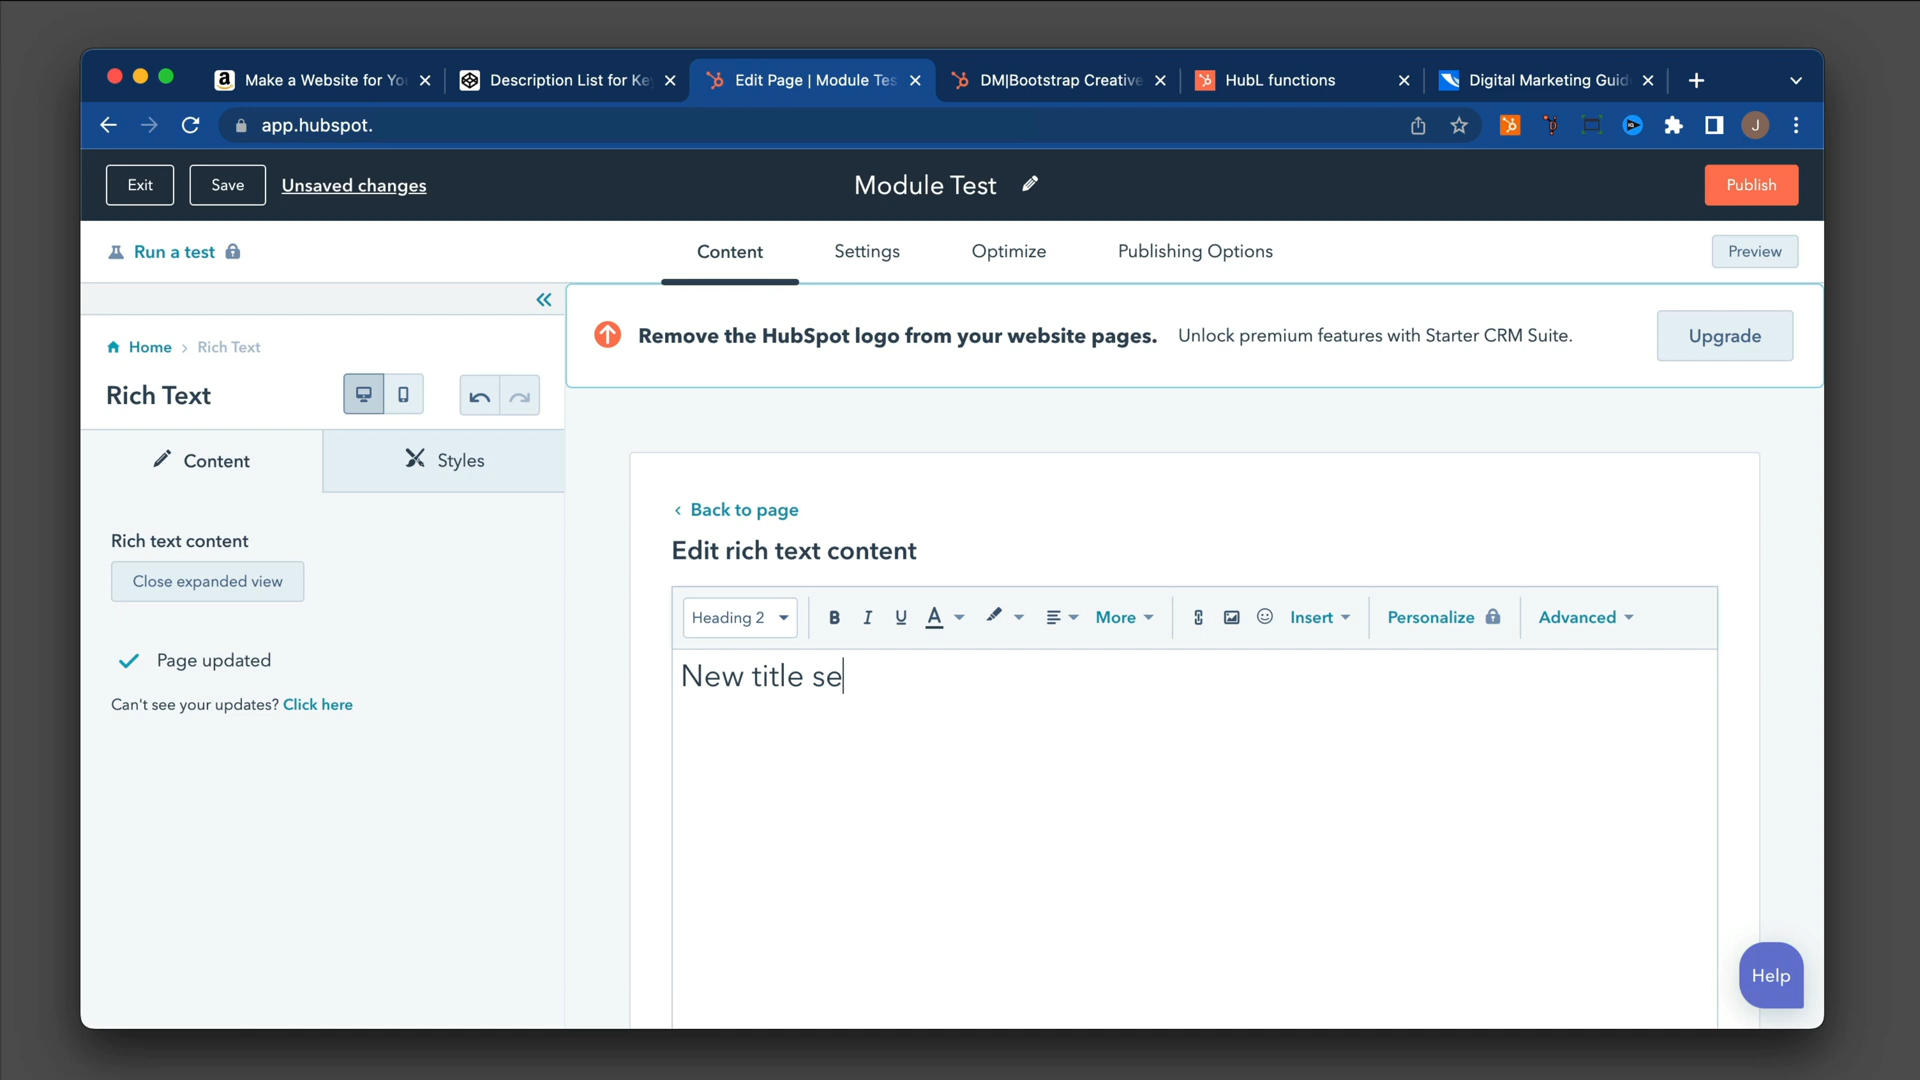 Make a Website for Yo
Description List for Ke
Edit Page | Module Tes
DM|Bootstrap Creative
HubL functions
Digital Marketing Guid
app.hubspot.
J
Exit
Save
Unsaved changes
Module Test
Publish
Run a test
Content
Settings
Optimize
Publishing Options
Preview
Remove the HubSpot logo from your website pages.
Unlock premium features with Starter CRM Suite.
Upgrade
Home > Rich Text
Rich Text
Content
Styles
Rich text content
Close expanded view
Page updated
Can't see your updates? Click here
Back to page
Edit rich text content
Heading 2
B I U A
More
Insert
Personalize
Advanced
New title se
Help